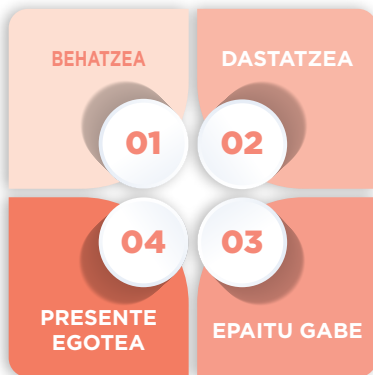 BEHATZEA
DASTATZEA
01
02
04
03
PRESENTE
EGOTEA
EPAITU GABE